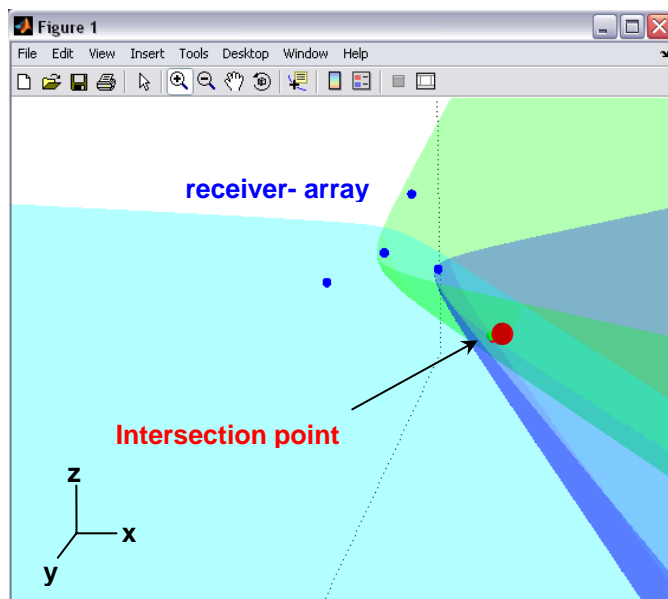 Figure 1
File Edit View Insert Tools Desktop Window Help
receiver- array
Intersection point
z
x
y